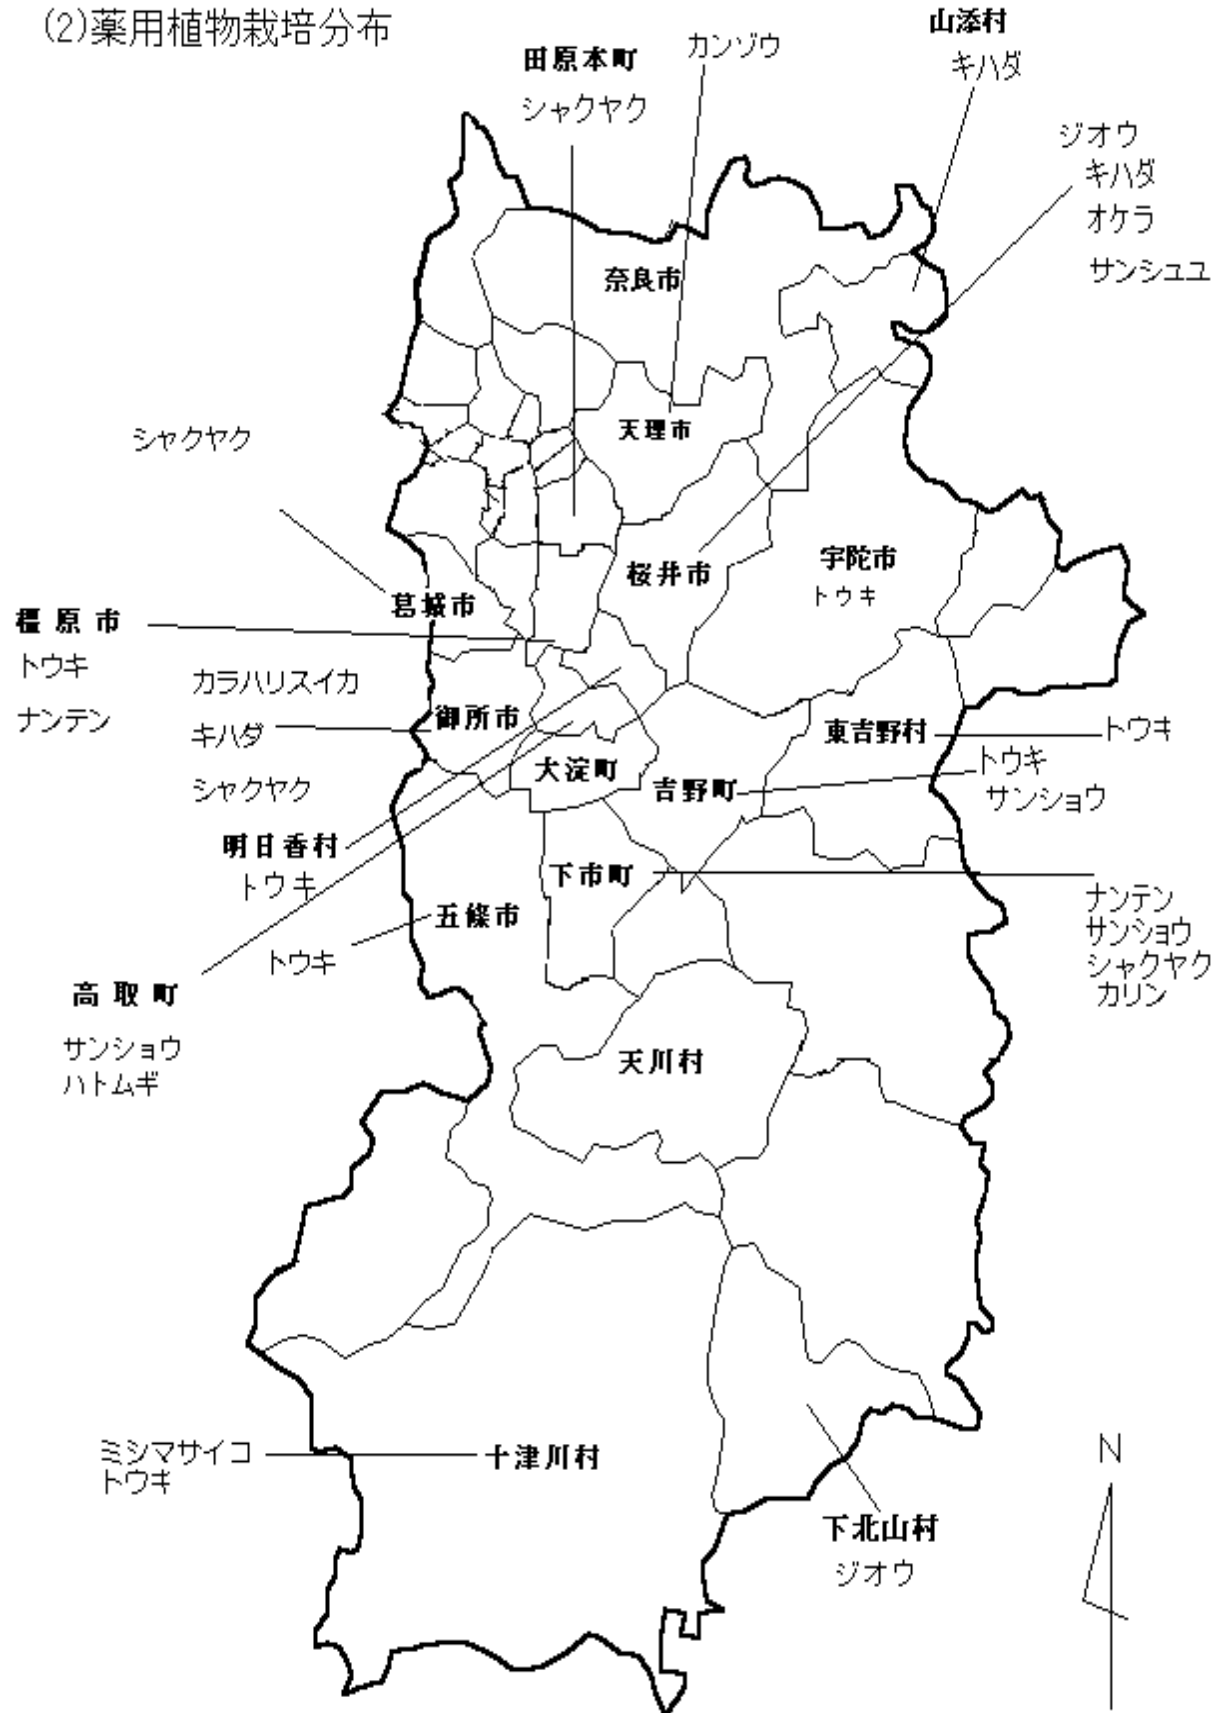 (2)薬用植物栽培分布
山添村
キハダ
田原本町
シャクヤク
カンゾウ
ジオウ
キハダ
オケラ
サンシュユ
奈良市
天理市
シャクヤク
桜井市
宇陀市
トウキ
葛城市
橿原市
トウキ
ナンテン
カラハリスイカ
キハダ
シャクヤク
御所市
大淀町
吉野町
東吉野村
トウキ
トウキ
サンショウ
明日香村
トウキ
下市町
ナンテン
サンショウ
シャクヤク
カリン
五條市
トウキ
高取町
サンショウ
ハトムギ
天川村
ミシマサイコ
トウキ
十津川村
下北山村
ジオウ
N